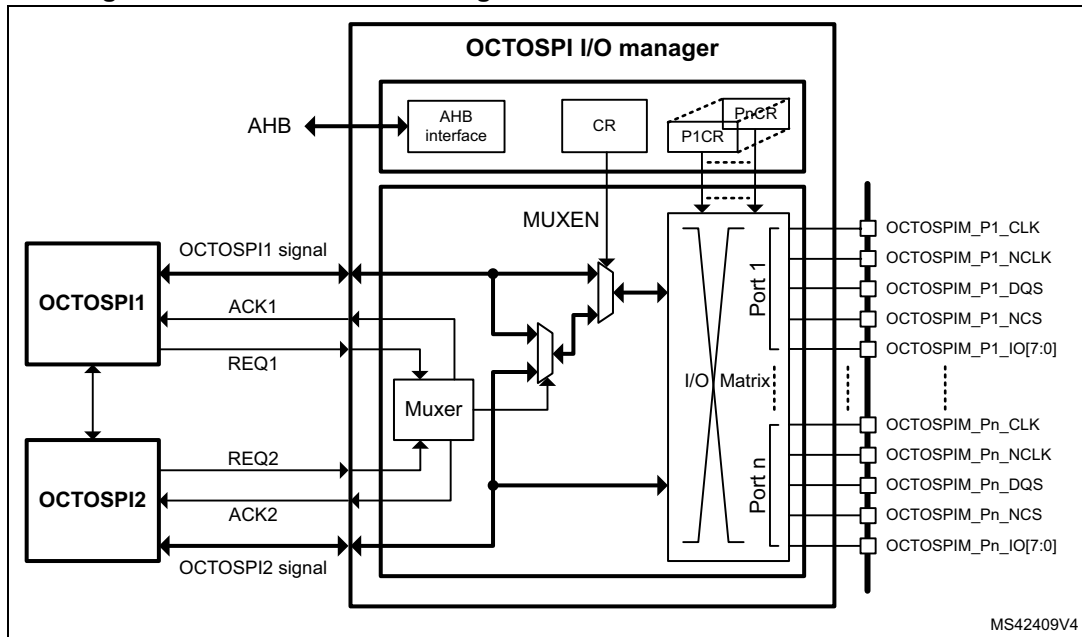 OCTOSPI I/O manager
AHB
AHB
interface
CR
P1CR
PnCR
MUXEN
OCTOSPI1 signal
OCTOSPI1
ACK1
REQ1
Muxer
REQ2
OCTOSPI2
ACK2
OCTOSPI2 signal
I/O Matrix
Port 1
Port n
OCTOSPIM_P1_CLK
OCTOSPIM_P1_NCLK
OCTOSPIM_P1_DQS
OCTOSPIM_P1_NCS
OCTOSPIM_P1_IO[7:0]
OCTOSPIM_Pn_CLK
OCTOSPIM_Pn_NCLK
OCTOSPIM_Pn_DQS
OCTOSPIM_Pn_NCS
OCTOSPIM_Pn_IO[7:0]
MS42409V4